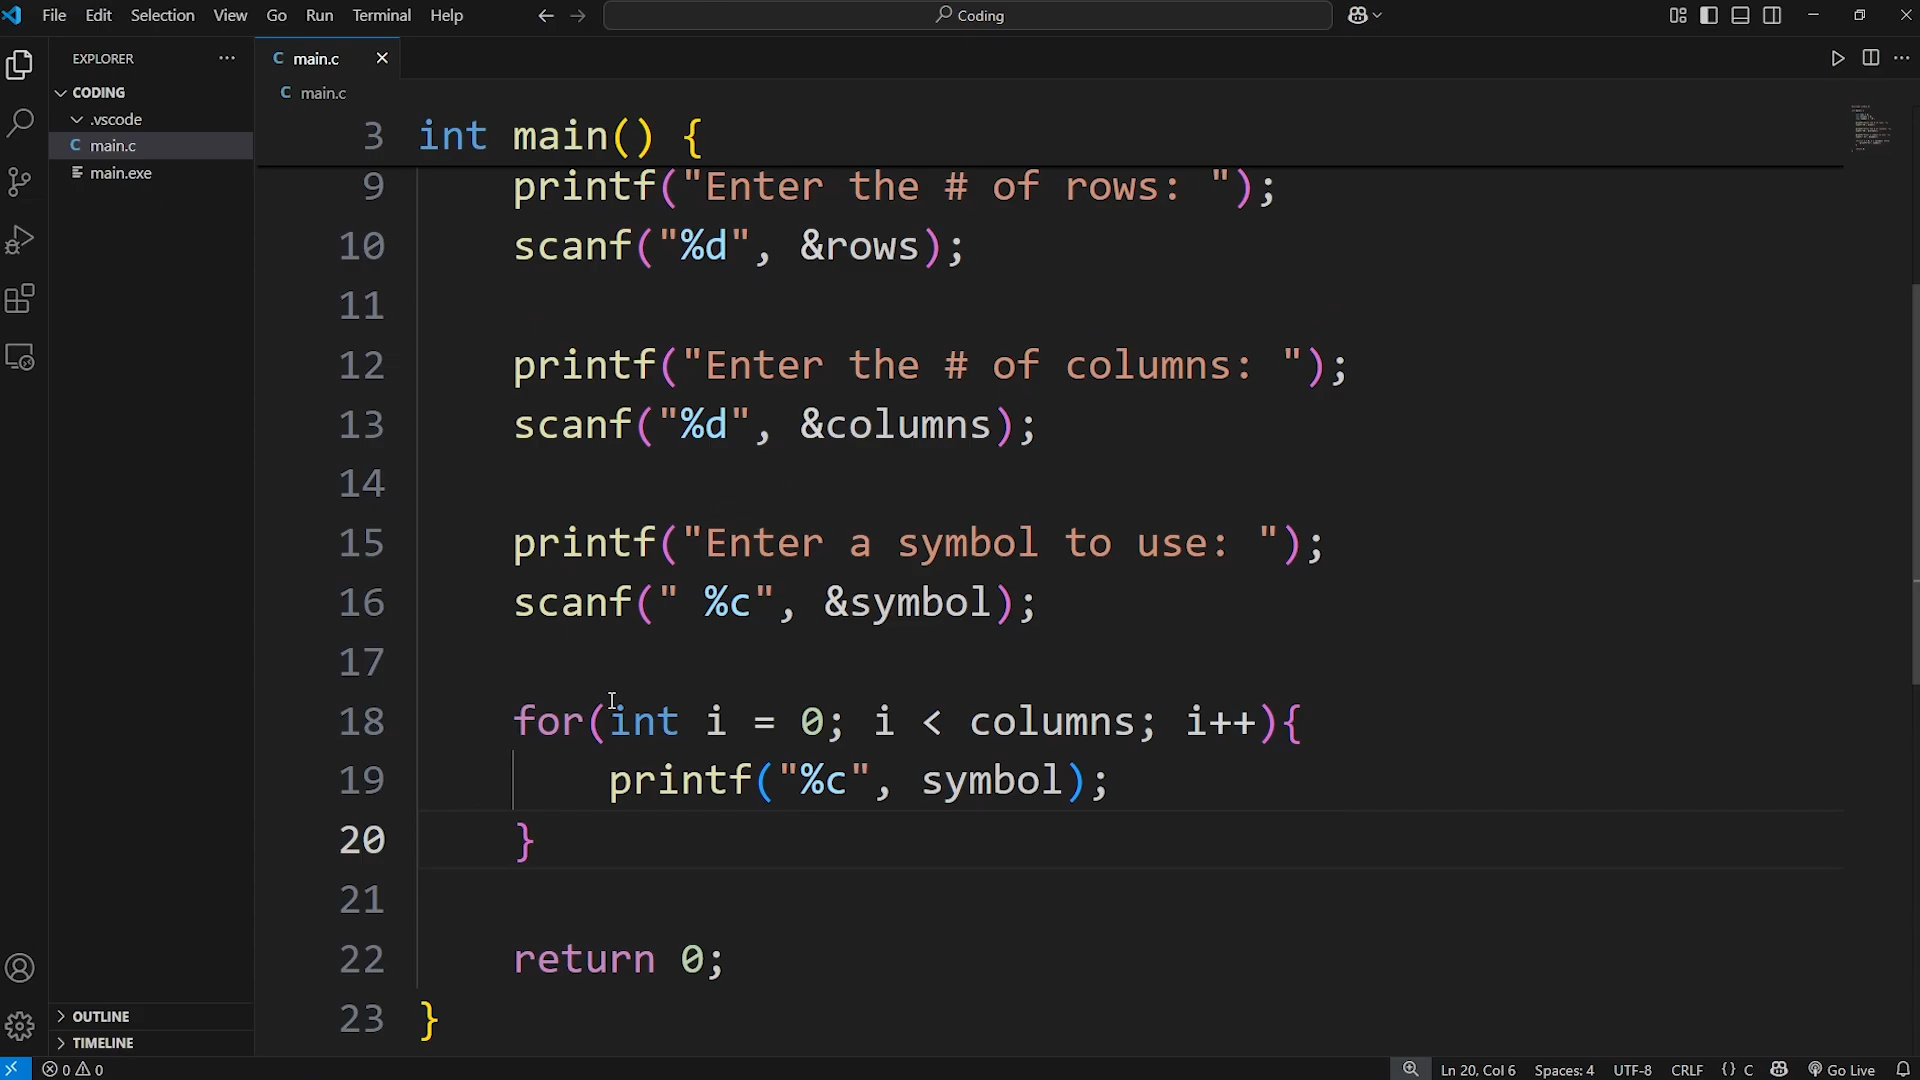 File Edit Selection View Go Run Terminal Help Coding
EXPLORER
CODING
.vscode
C main.c
main.exe
OUTLINE
TIMELINE
C main.c
C main.c
3 int main() {
9 printf("Enter the # of rows: ");
10 scanf("%d", &rows);
11
12 printf("Enter the # of columns: ");
13 scanf("%d", &columns);
14
15 printf("Enter a symbol to use: ");
16 scanf(" %c", &symbol);
17
18 for(int i = 0; i < columns; i++){
19 printf("%c", symbol);
20 }
21
22 return 0;
23 }
0 0 Ln 20, Col 6 Spaces: 4 UTF-8 CRLF {} C Go Live